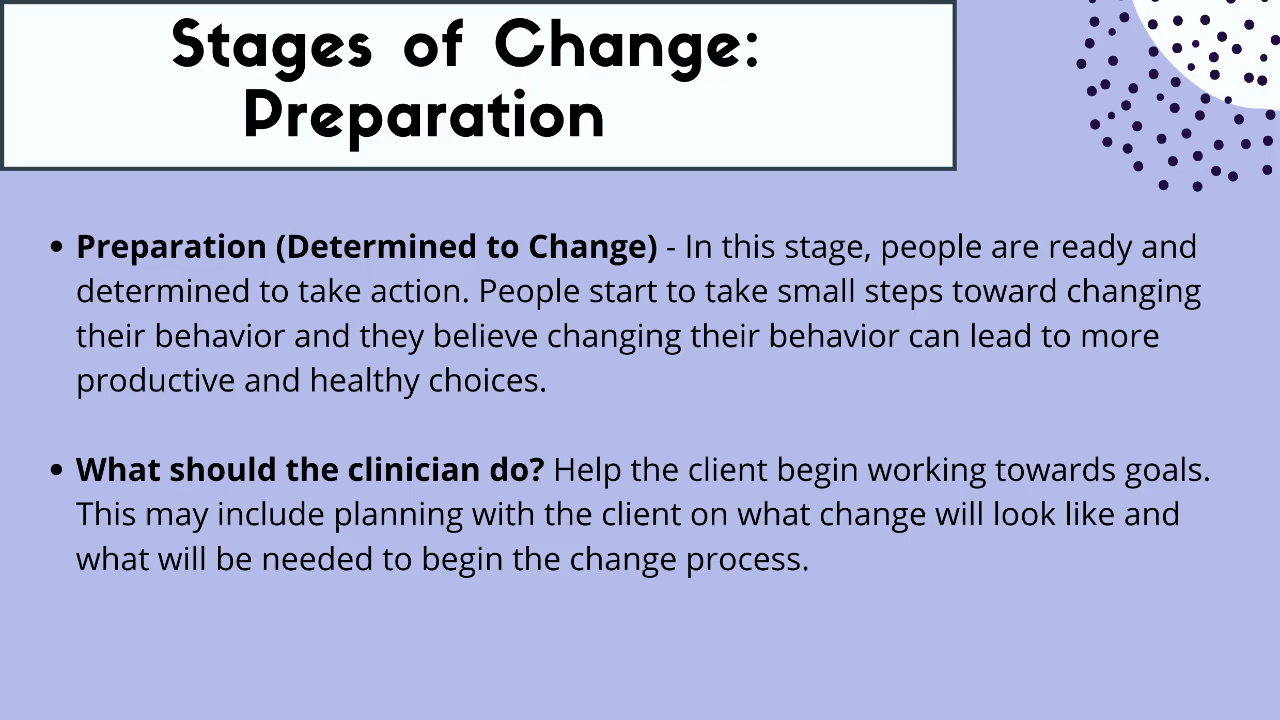 Stages of Change:
Preparation
• Preparation (Determined to Change) - In this stage, people are ready and
determined to take action. People start to take small steps toward changing
their behavior and they believe changing their behavior can lead to more
productive and healthy choices.
• What should the clinician do? Help the client begin working towards goals.
This may include planning with the client on what change will look like and
what will be needed to begin the change process.